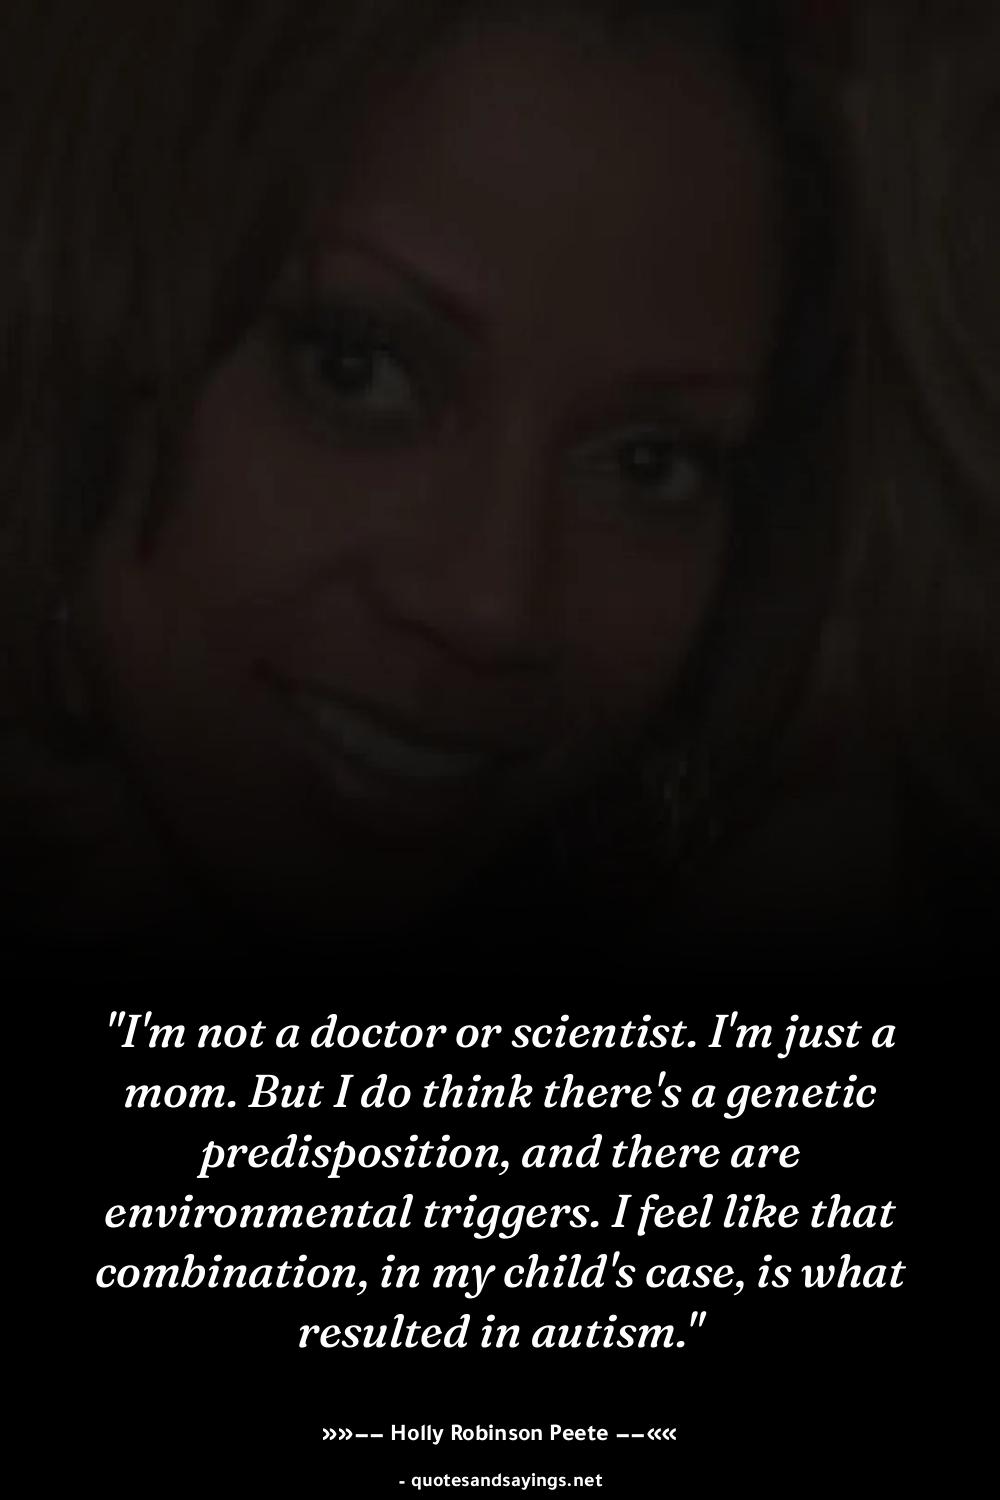 "I'm not a doctor or scientist. I'm just a
mom. But I do think there's a genetic
predisposition, and there are
environmental triggers. I feel like that
combination, in my child's case, is what
resulted in autism."
»»−− Holly Robinson Peete −−««
- quotesandsayings.net